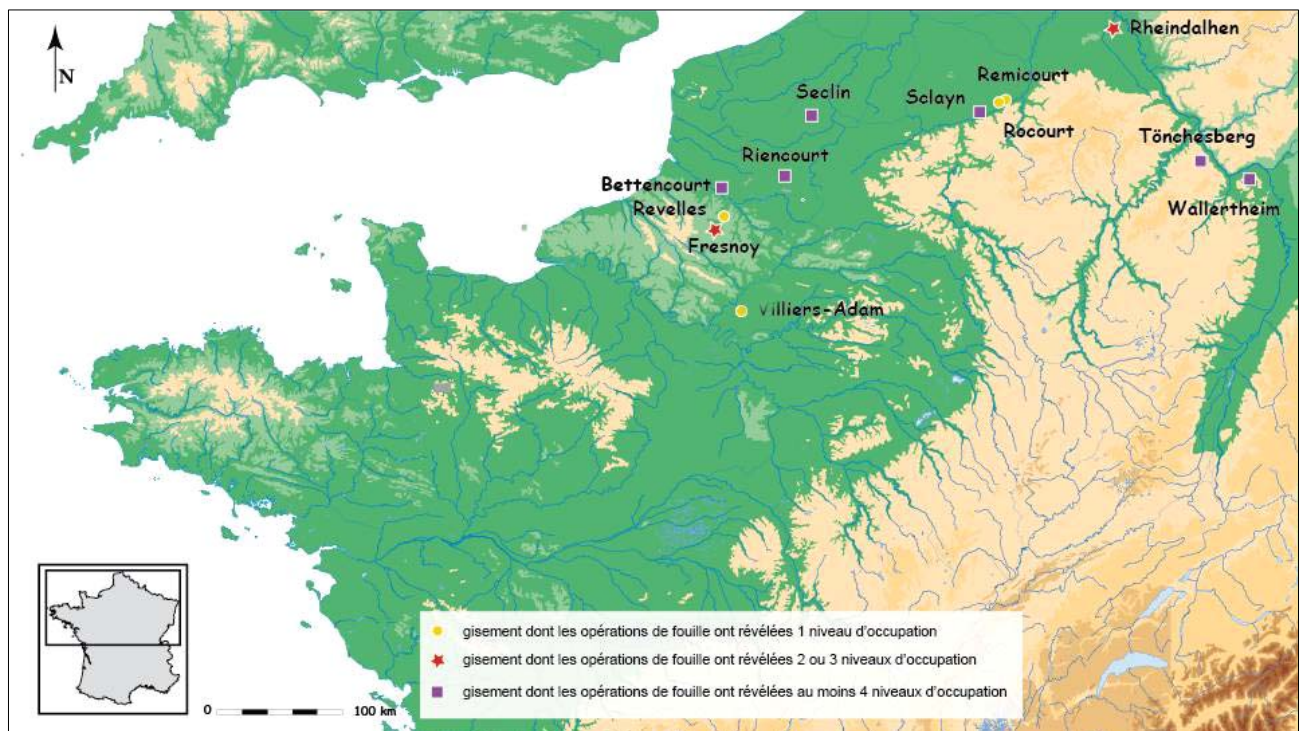 N
Rheindalhen
Remicourt
Seclin
Sclayn
Rocourt
Tönchesberg
Riencourt
Bettencourt
Wallertheim
Revelles
Fresnoy
Villiers-Adam
gisement dont les opérations de fouille ont révélées 1 niveau d'occupation
gisement dont les opérations de fouille ont révélées 2 ou 3 niveaux d'occupation
gisement dont les opérations de fouille ont révélées au moins 4 niveaux d'occupation
0 100 km